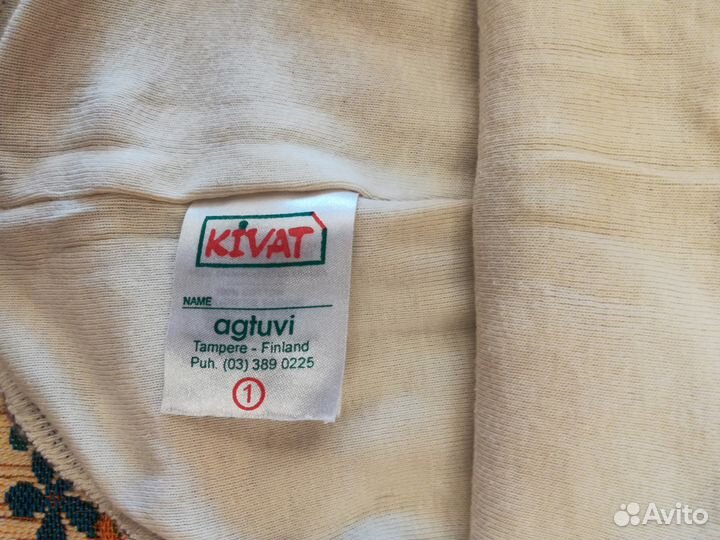 KIVAT
NAME
agtuvi
Tampere - Finland
Puh. (03) 389 0225
1
Avito